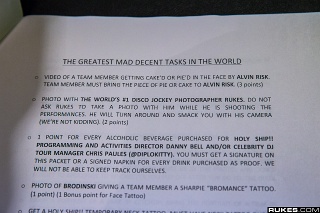 THE GREATEST MAD DECENT TASKS IN THE WORLD
○ VIDEO OF A TEAM MEMBER GETTING CAKE'D OR PIE'D IN THE FACE BY ALVIN RISK.
TEAM MEMBER MUST BRING THE PIECE OF PIE OR CAKE TO ALVIN RISK. (3 points)
○ PHOTO WITH THE WORLD'S #1 DISCO JOCKEY PHOTOGRAPHER RUKES. DO NOT
ASK RUKES TO TAKE A PHOTO WITH HIM WHILE HE IS SHOOTING THE
PERFORMANCES. HE WILL TURN AROUND AND SMACK YOU WITH HIS CAMERA
(WE'RE NOT KIDDING). (2 points)
○ 1 POINT FOR EVERY ALCOHOLIC BEVERAGE PURCHASED FOR HOLY SHIP!!
PROGRAMMING AND ACTIVITIES DIRECTOR DANNY BELL AND/OR CELEBRITY DJ
TOUR MANAGER CHRIS PAULES (@DIPLOKITTY). YOU MUST GET A SIGNATURE ON
THIS PACKET OR A SIGNED NAPKIN FOR EVERY DRINK PURCHASED AS PROOF. WE
WILL NOT BE ABLE TO KEEP TRACK OURSELVES.
○ PHOTO OF BRODINSKI GIVING A TEAM MEMBER A SHARPIE "BROMANCE" TATTOO.
(1 point) (1 Bonus point for Face Tattoo)
GET A HOLY SHIP!! TEMPORARY NECK TATTOO
RUKES.COM